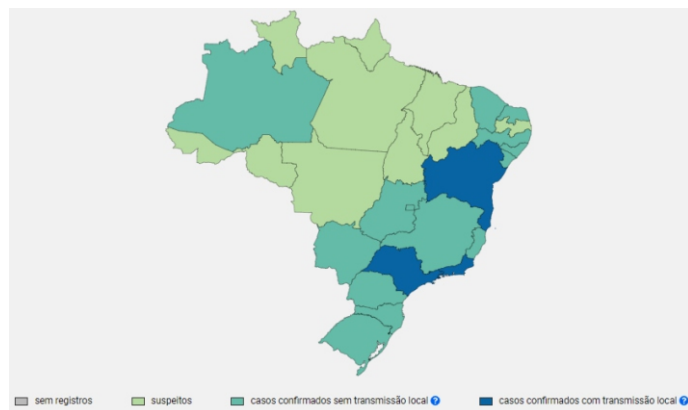 sem registros suspeitos casos confirmados sem transmissão local ? casos confirmados com transmissão local ?